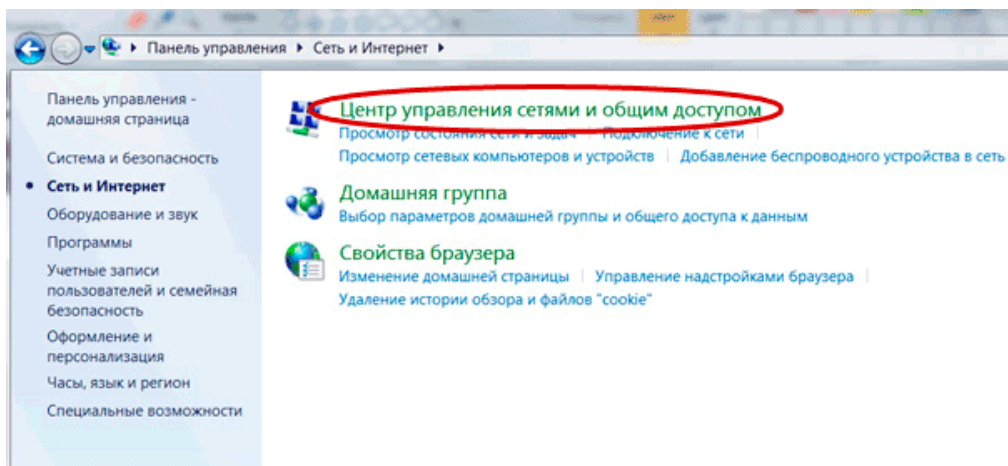 Панель управления ▸ Сеть и Интернет ▸
Панель управления -
домашняя страница
Система и безопасность
Сеть и Интернет
Оборудование и звук
Программы
Учетные записи
пользователей и семейная
безопасность
Оформление и
персонализация
Часы, язык и регион
Специальные возможности
Центр управления сетями и общим доступом
Просмотр состояния сети и задач | Подключение к сети
Просмотр сетевых компьютеров и устройств | Добавление беспроводного устройства в сеть
Домашняя группа
Выбор параметров домашней группы и общего доступа к данным
Свойства браузера
Изменение домашней страницы | Управление надстройками браузера
Удаление истории обзора и файлов "cookie"